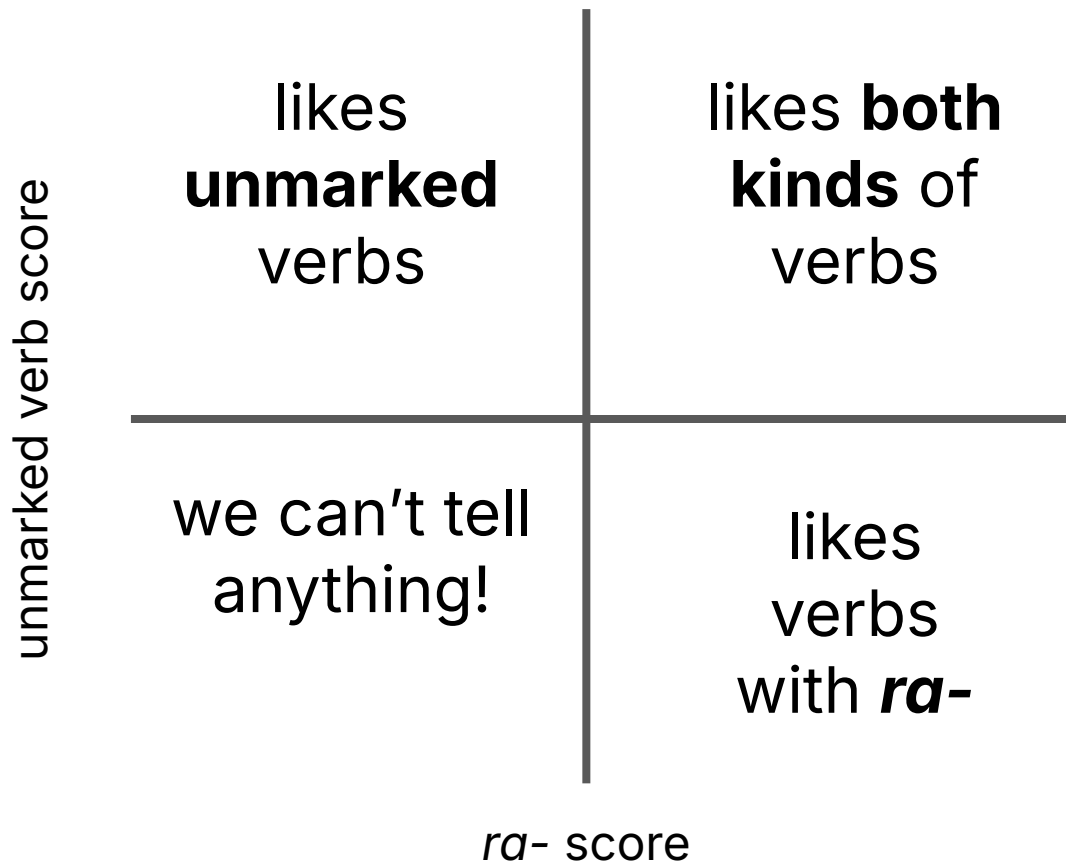 unmarked verb score
likes
unmarked
verbs
likes both
kinds of
verbs
we can’t tell
anything!
likes
verbs
with ra-
ra- score